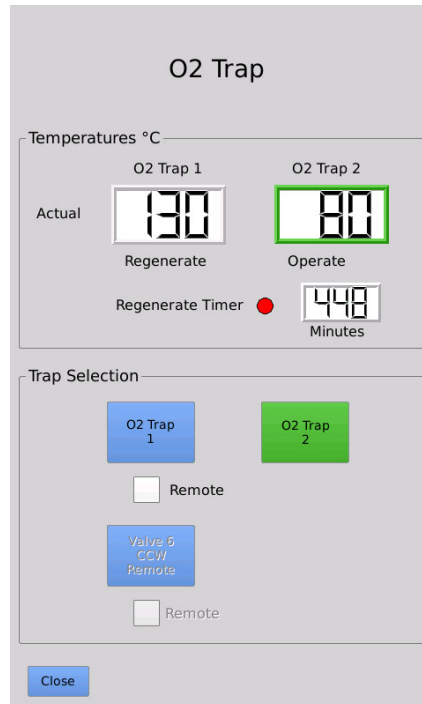 O2 Trap
Temperatures °C
O2 Trap 1 O2 Trap 2
Actual 130 80
Regenerate Operate
Regenerate Timer 448
Minutes
Trap Selection
O2 Trap
1
O2 Trap
2
Remote
Valve 6
CCW
Remote
Remote
Close